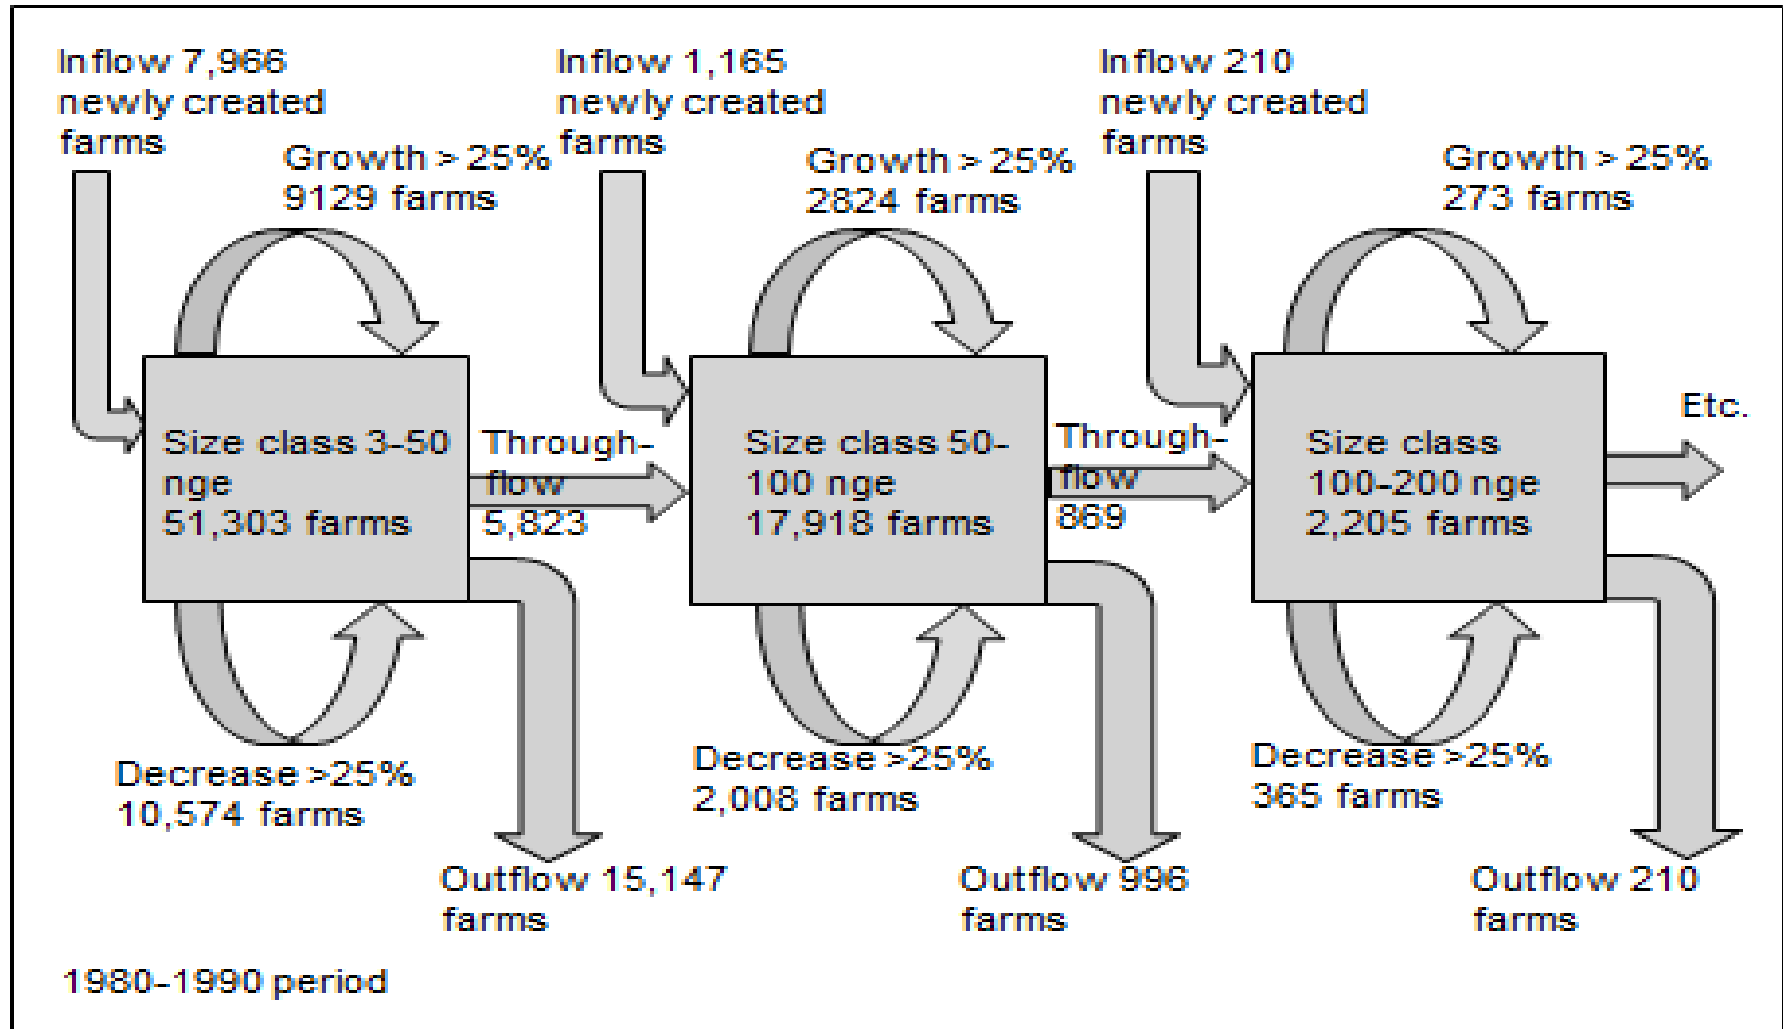 Inflow 7,966
newly created
farms
Inflow 1,165
newly created
farms
Inflow 210
newly created
farms
Growth > 25%
9129 farms
Growth > 25%
2824 farms
Growth > 25%
273 farms
Size class 3-50
nge
51,303 farms
Through-
flow
5,823
Size class 50-
100 nge
17,918 farms
Through-
flow
869
Size class
100-200 nge
2,205 farms
Etc.
Decrease >25%
10,574 farms
Decrease >25%
2,008 farms
Decrease >25%
365 farms
Outflow 15,147
farms
Outflow 996
farms
Outflow 210
farms
1980-1990 period